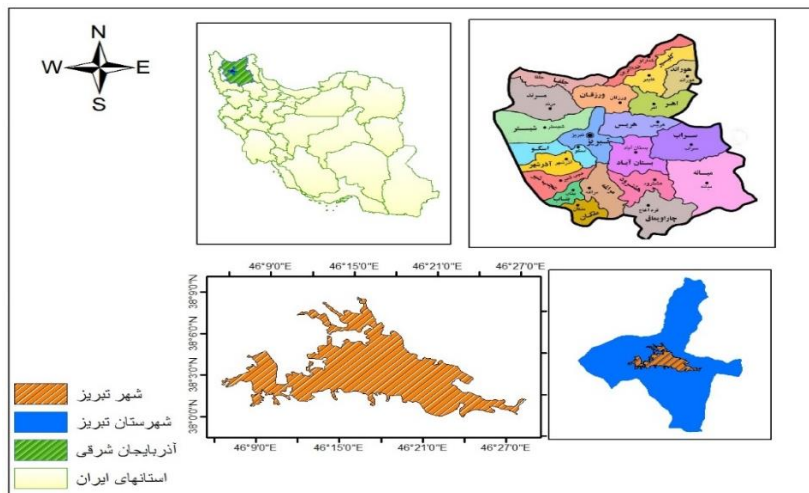 N
W E
S
جلفا
کلیبر
خوراند
مرند
ورزقان
اهر
شبستر
هریس
تبریز
سراب
اسکو
بستان آباد
آذرشهر
میانه
هشترود
مراغه
بناب
ملکان
چاراویماق
46°9'0"E 46°15'0"E 46°21'0"E 46°27'0"E
38°9'0"N
38°6'0"N
38°3'0"N
38°0'0"N
46°9'0"E 46°15'0"E 46°21'0"E 46°27'0"E
شهر تبریز
شهرستان تبریز
آذربایجان شرقی
استانهای ایران